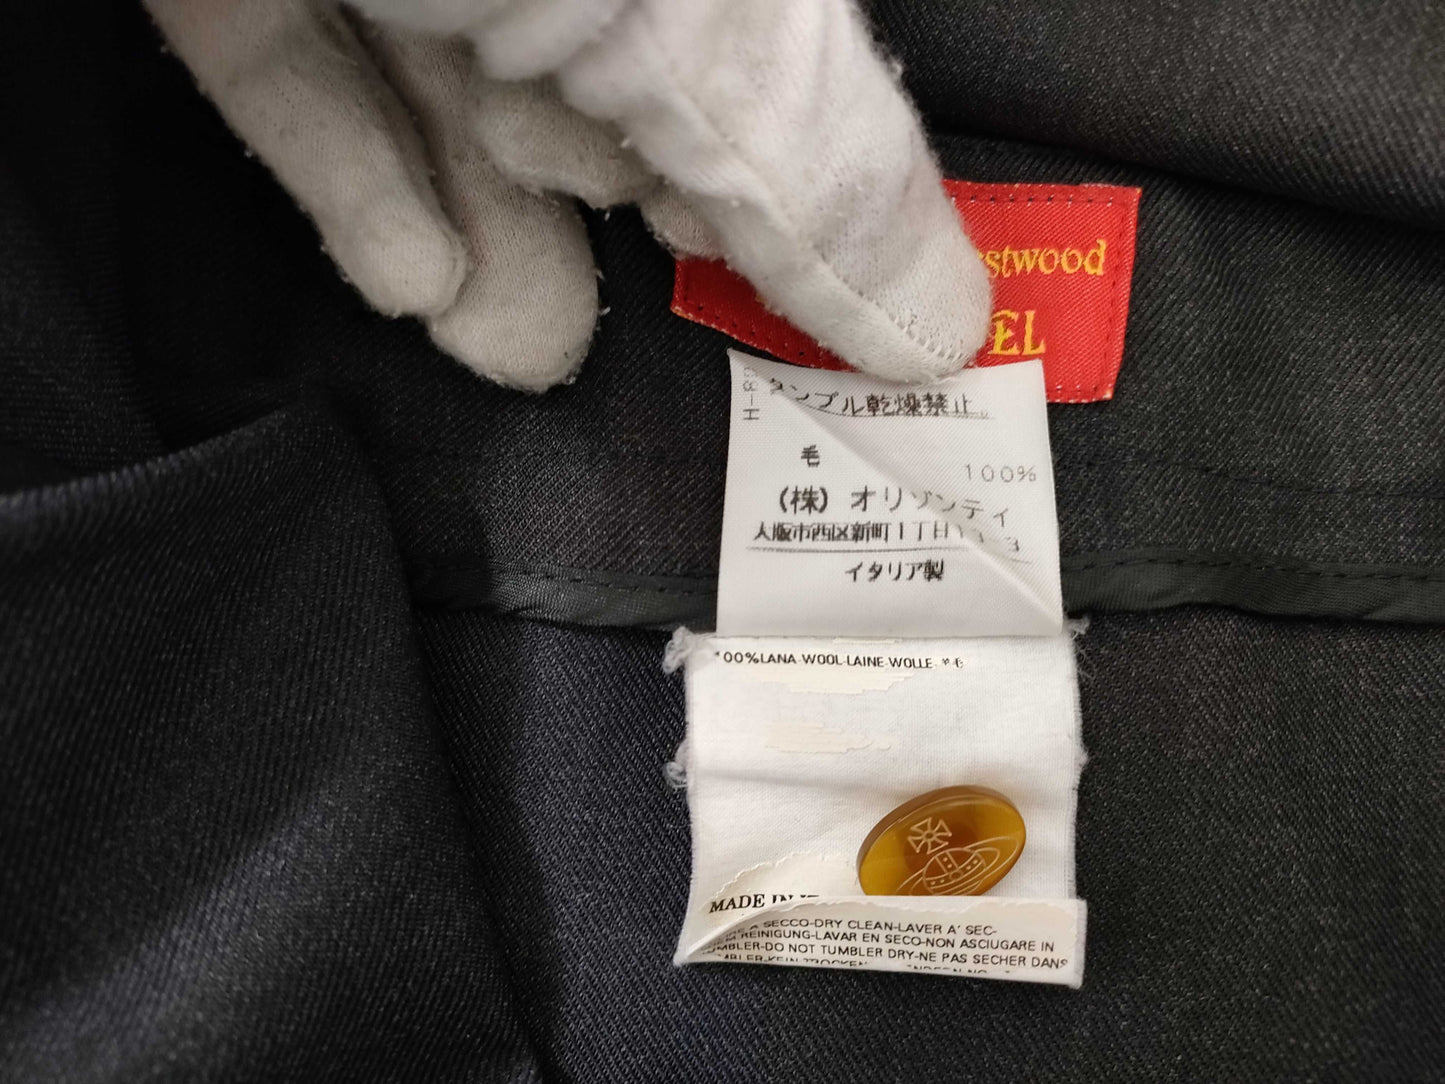 EL
タンブル乾燥禁止。
毛 100%
(株) オリゾンティ
大阪市西区新町1丁目
イタリア製
100%LANA-WOOL-LAINE-WOLLE-羊毛
MADE IN
A SECCO-DRY CLEAN-LAVER A' SEC-
REINIGUNG-LAVAR EN SECO-NON ASCIUGARE IN
TUMBLER-DO NOT TUMBLER DRY-NE PAS SECHER DANS